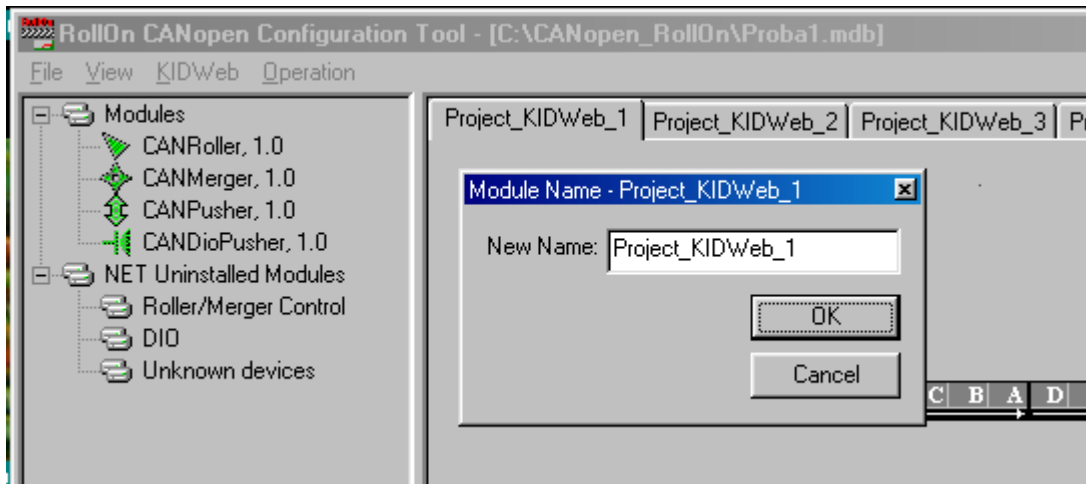 RollOn CANopen Configuration Tool - [C:\CANopen_RollOn\Proba1.mdb]
File View KIDWeb Operation
Modules
CANRoller, 1.0
CANMerger, 1.0
CANPusher, 1.0
CANDioPusher, 1.0
NET Uninstalled Modules
Roller/Merger Control
DIO
Unknown devices
Project_KIDWeb_1 Project_KIDWeb_2 Project_KIDWeb_3
Module Name - Project_KIDWeb_1
New Name: Project_KIDWeb_1
OK
Cancel
C B A D